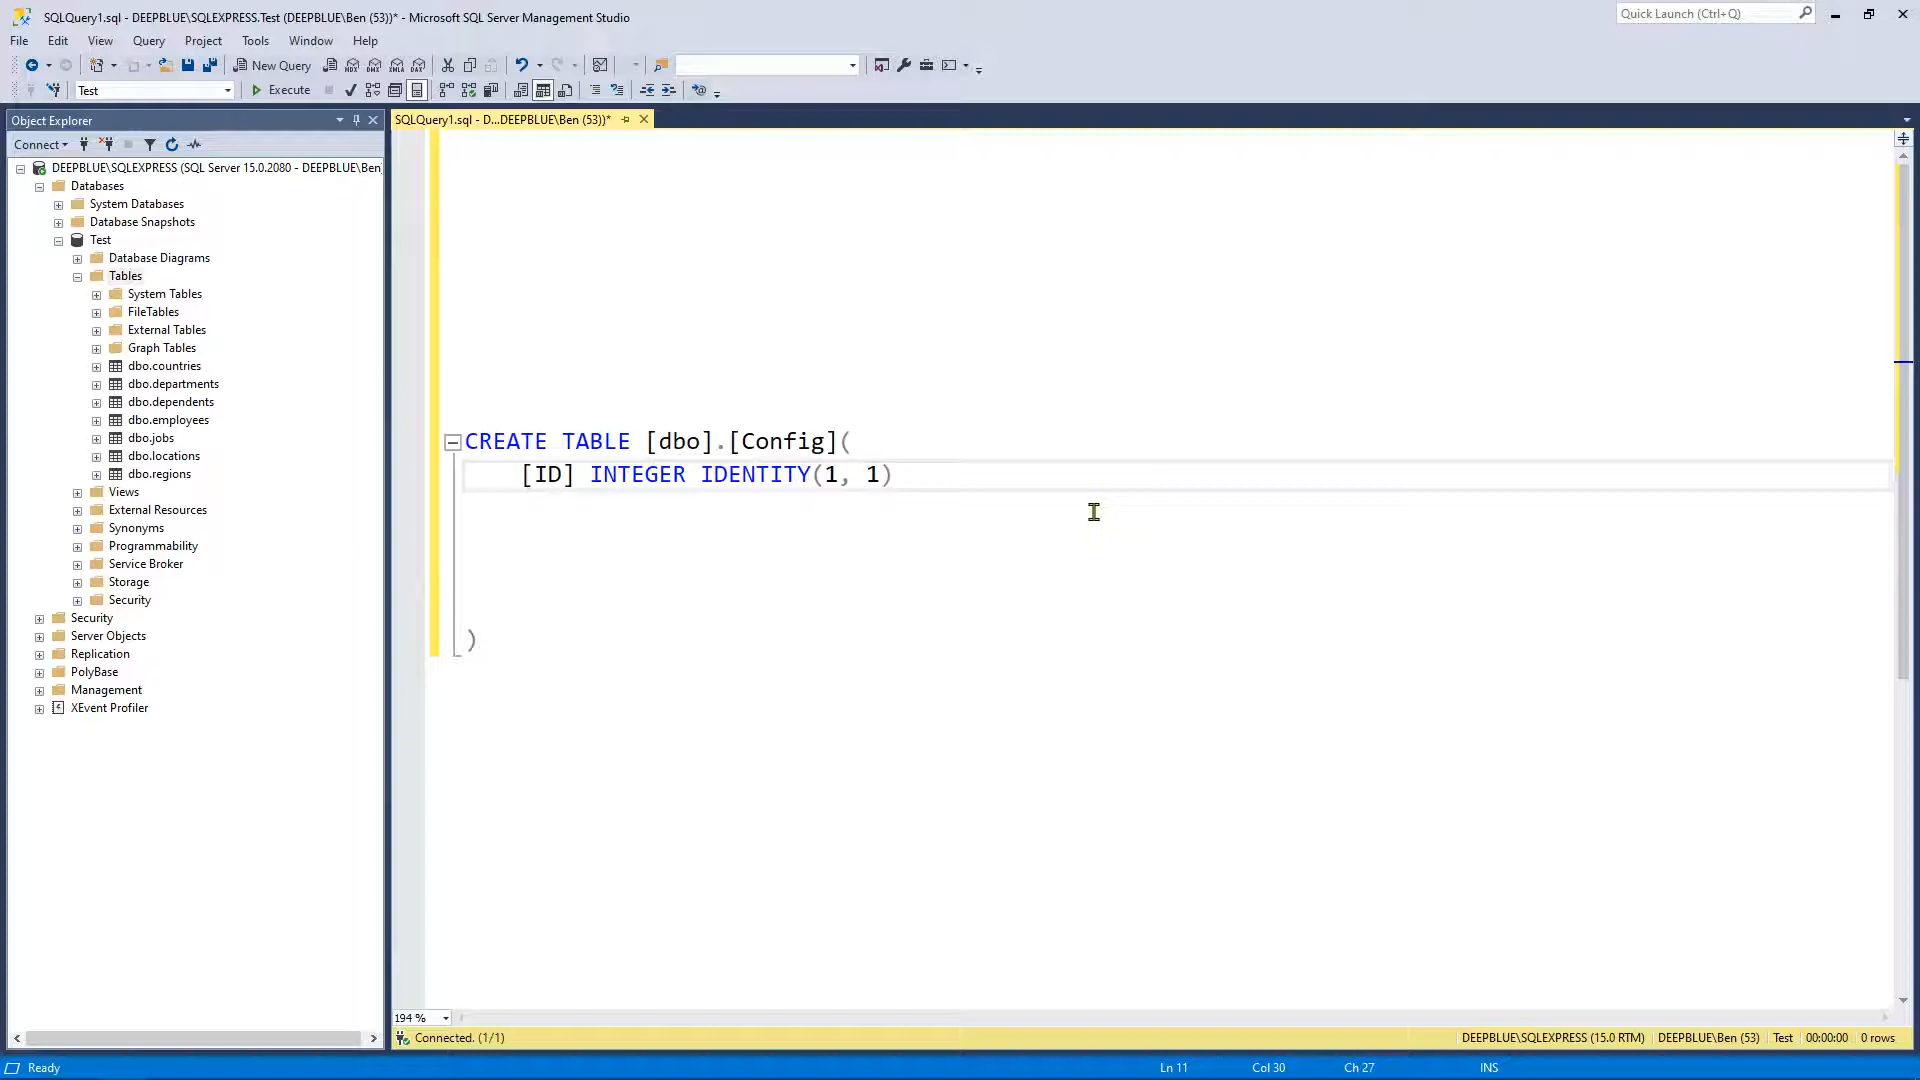 SQLQuery1.sql - DEEPBLUE\SQLEXPRESS.Test (DEEPBLUE\Ben (53))* - Microsoft SQL Server Management Studio
Quick Launch (Ctrl+Q)
File Edit View Query Project Tools Window Help
New Query
Test
Execute
Object Explorer
SQLQuery1.sql - D...DEEPBLUE\Ben (53))*
Connect
DEEPBLUE\SQLEXPRESS (SQL Server 15.0.2080 - DEEPBLUE\Ben
Databases
System Databases
Database Snapshots
Test
Database Diagrams
Tables
System Tables
FileTables
External Tables
Graph Tables
dbo.countries
dbo.departments
dbo.dependents
dbo.employees
dbo.jobs
dbo.locations
dbo.regions
Views
External Resources
Synonyms
Programmability
Service Broker
Storage
Security
Security
Server Objects
Replication
PolyBase
Management
XEvent Profiler
CREATE TABLE [dbo].[Config](
[ID] INTEGER IDENTITY(1, 1)
)
194 %
Connected. (1/1)
DEEPBLUE\SQLEXPRESS (15.0 RTM) DEEPBLUE\Ben (53) Test 00:00:00 0 rows
Ready
Ln 11 Col 30 Ch 27 INS